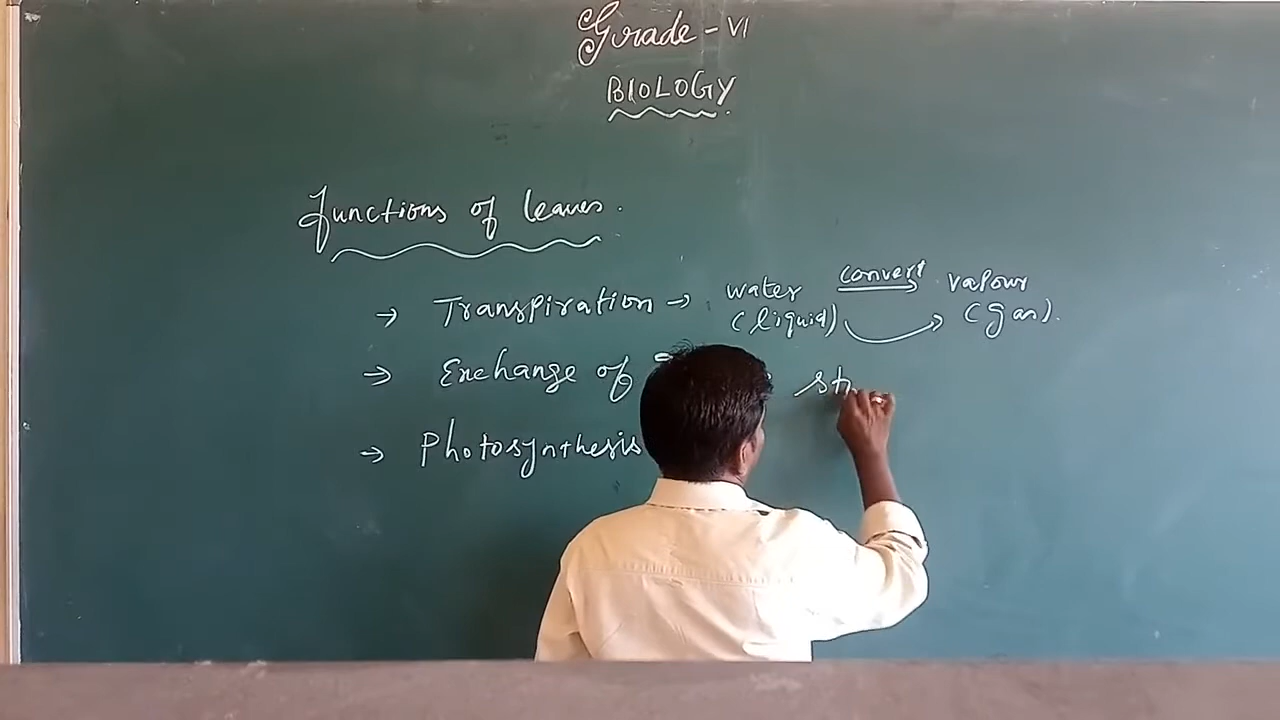 Grade - VI
BIOLOGY.
Functions of leaves.
→ Transpiration → water convert vapour
(liquid) (gas).
→ Exchange of
→ Photosynthesis